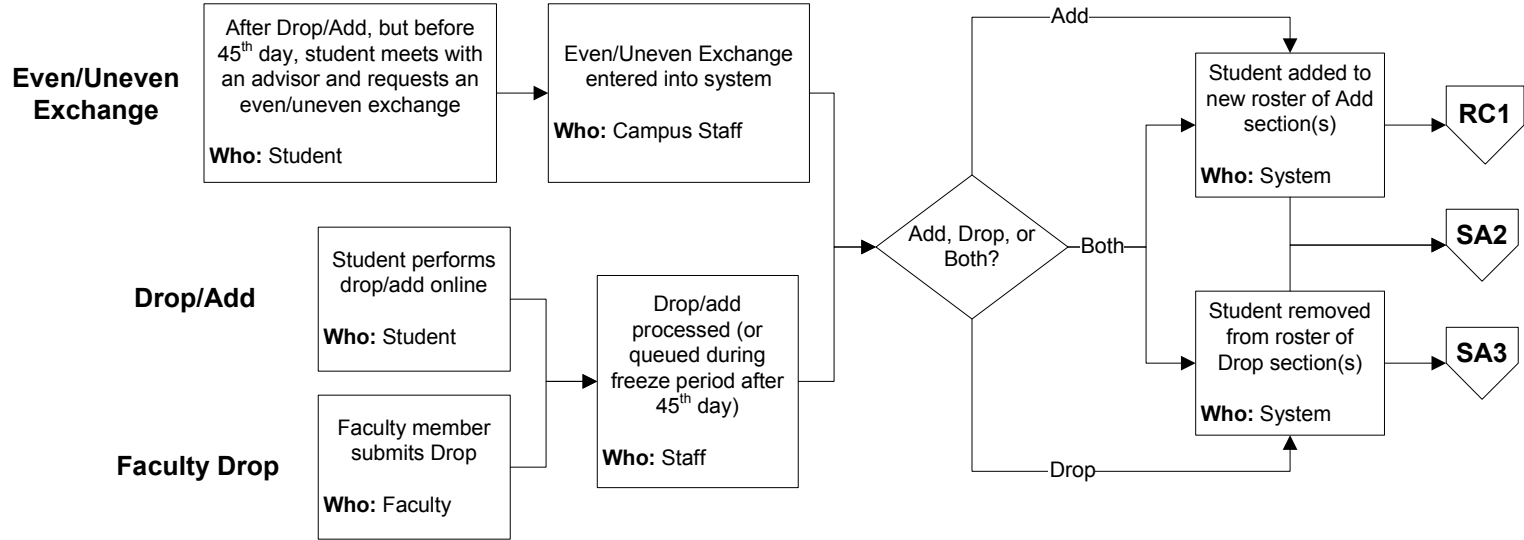 Even/Uneven
Exchange
After Drop/Add, but before
45th day, student meets with
an advisor and requests an
even/uneven exchange
Who: Student
Even/Uneven Exchange
entered into system
Who: Campus Staff
Drop/Add
Student performs
drop/add online
Who: Student
Faculty Drop
Faculty member
submits Drop
Who: Faculty
Drop/add
processed (or
queued during
freeze period after
45th day)
Who: Staff
Add, Drop, or
Both?
Add
Both
Drop
Student added to
new roster of Add
section(s)
Who: System
Student removed
from roster of
Drop section(s)
Who: System
RC1
SA2
SA3